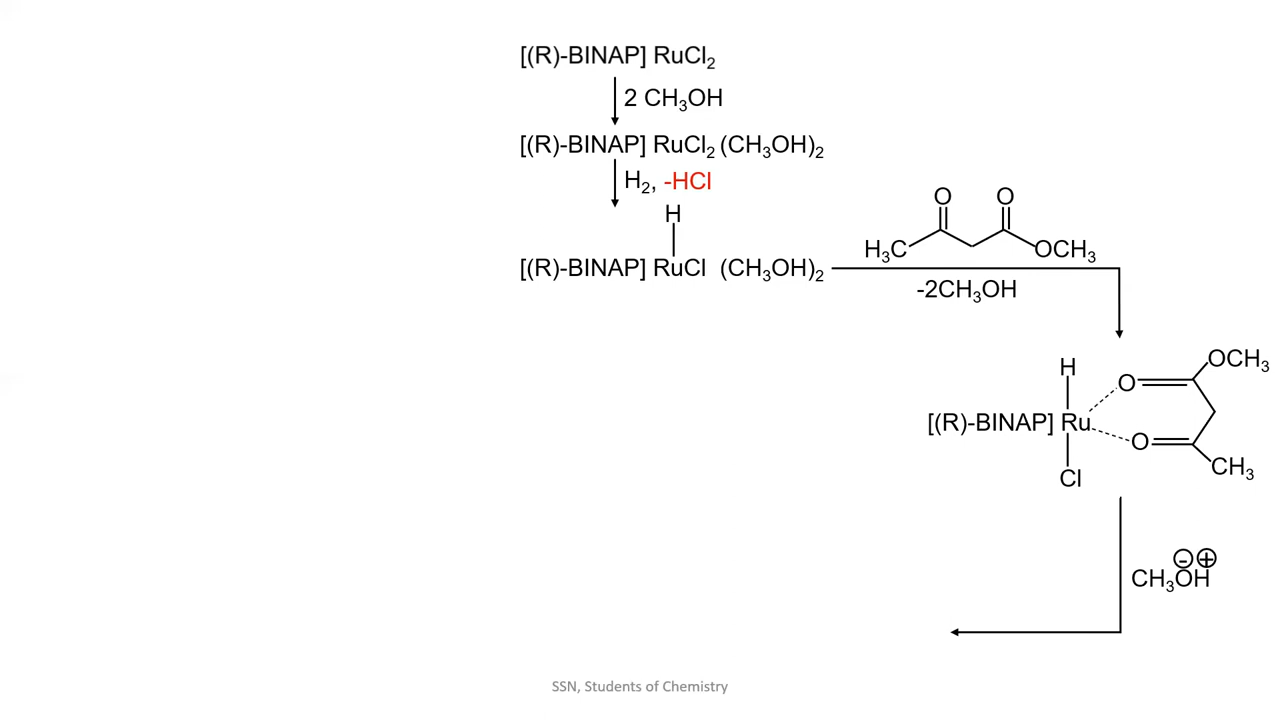 [(R)-BINAP] RuCl₂
2 CH₃OH
[(R)-BINAP] RuCl₂ (CH₃OH)₂
H₂, -HCl
H
[(R)-BINAP] RuCl (CH₃OH)₂
O O
H₃C OCH₃
-2CH₃OH
H
OCH₃
O
[(R)-BINAP] Ru
O
CH₃
Cl
⊖⊕
CH₃OH
SSN, Students of Chemistry